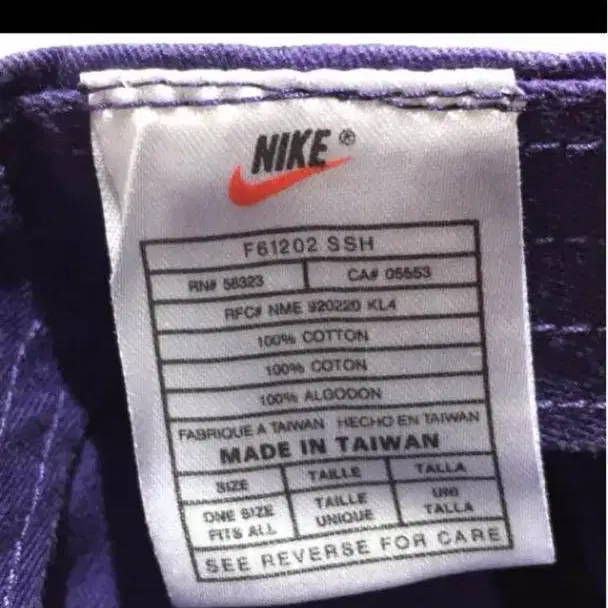 NIKE®
F61202 SSH
RN# 56323 CA# 05553
RFC# NME 920220 KL4
100% COTTON
100% COTON
100% ALGODON
FABRIQUE A TAIWAN HECHO EN TAIWAN
MADE IN TAIWAN
SIZE TAILLE TALLA
ONE SIZE FITS ALL TAILLE UNIQUE UNI TALLA
SEE REVERSE FOR CARE